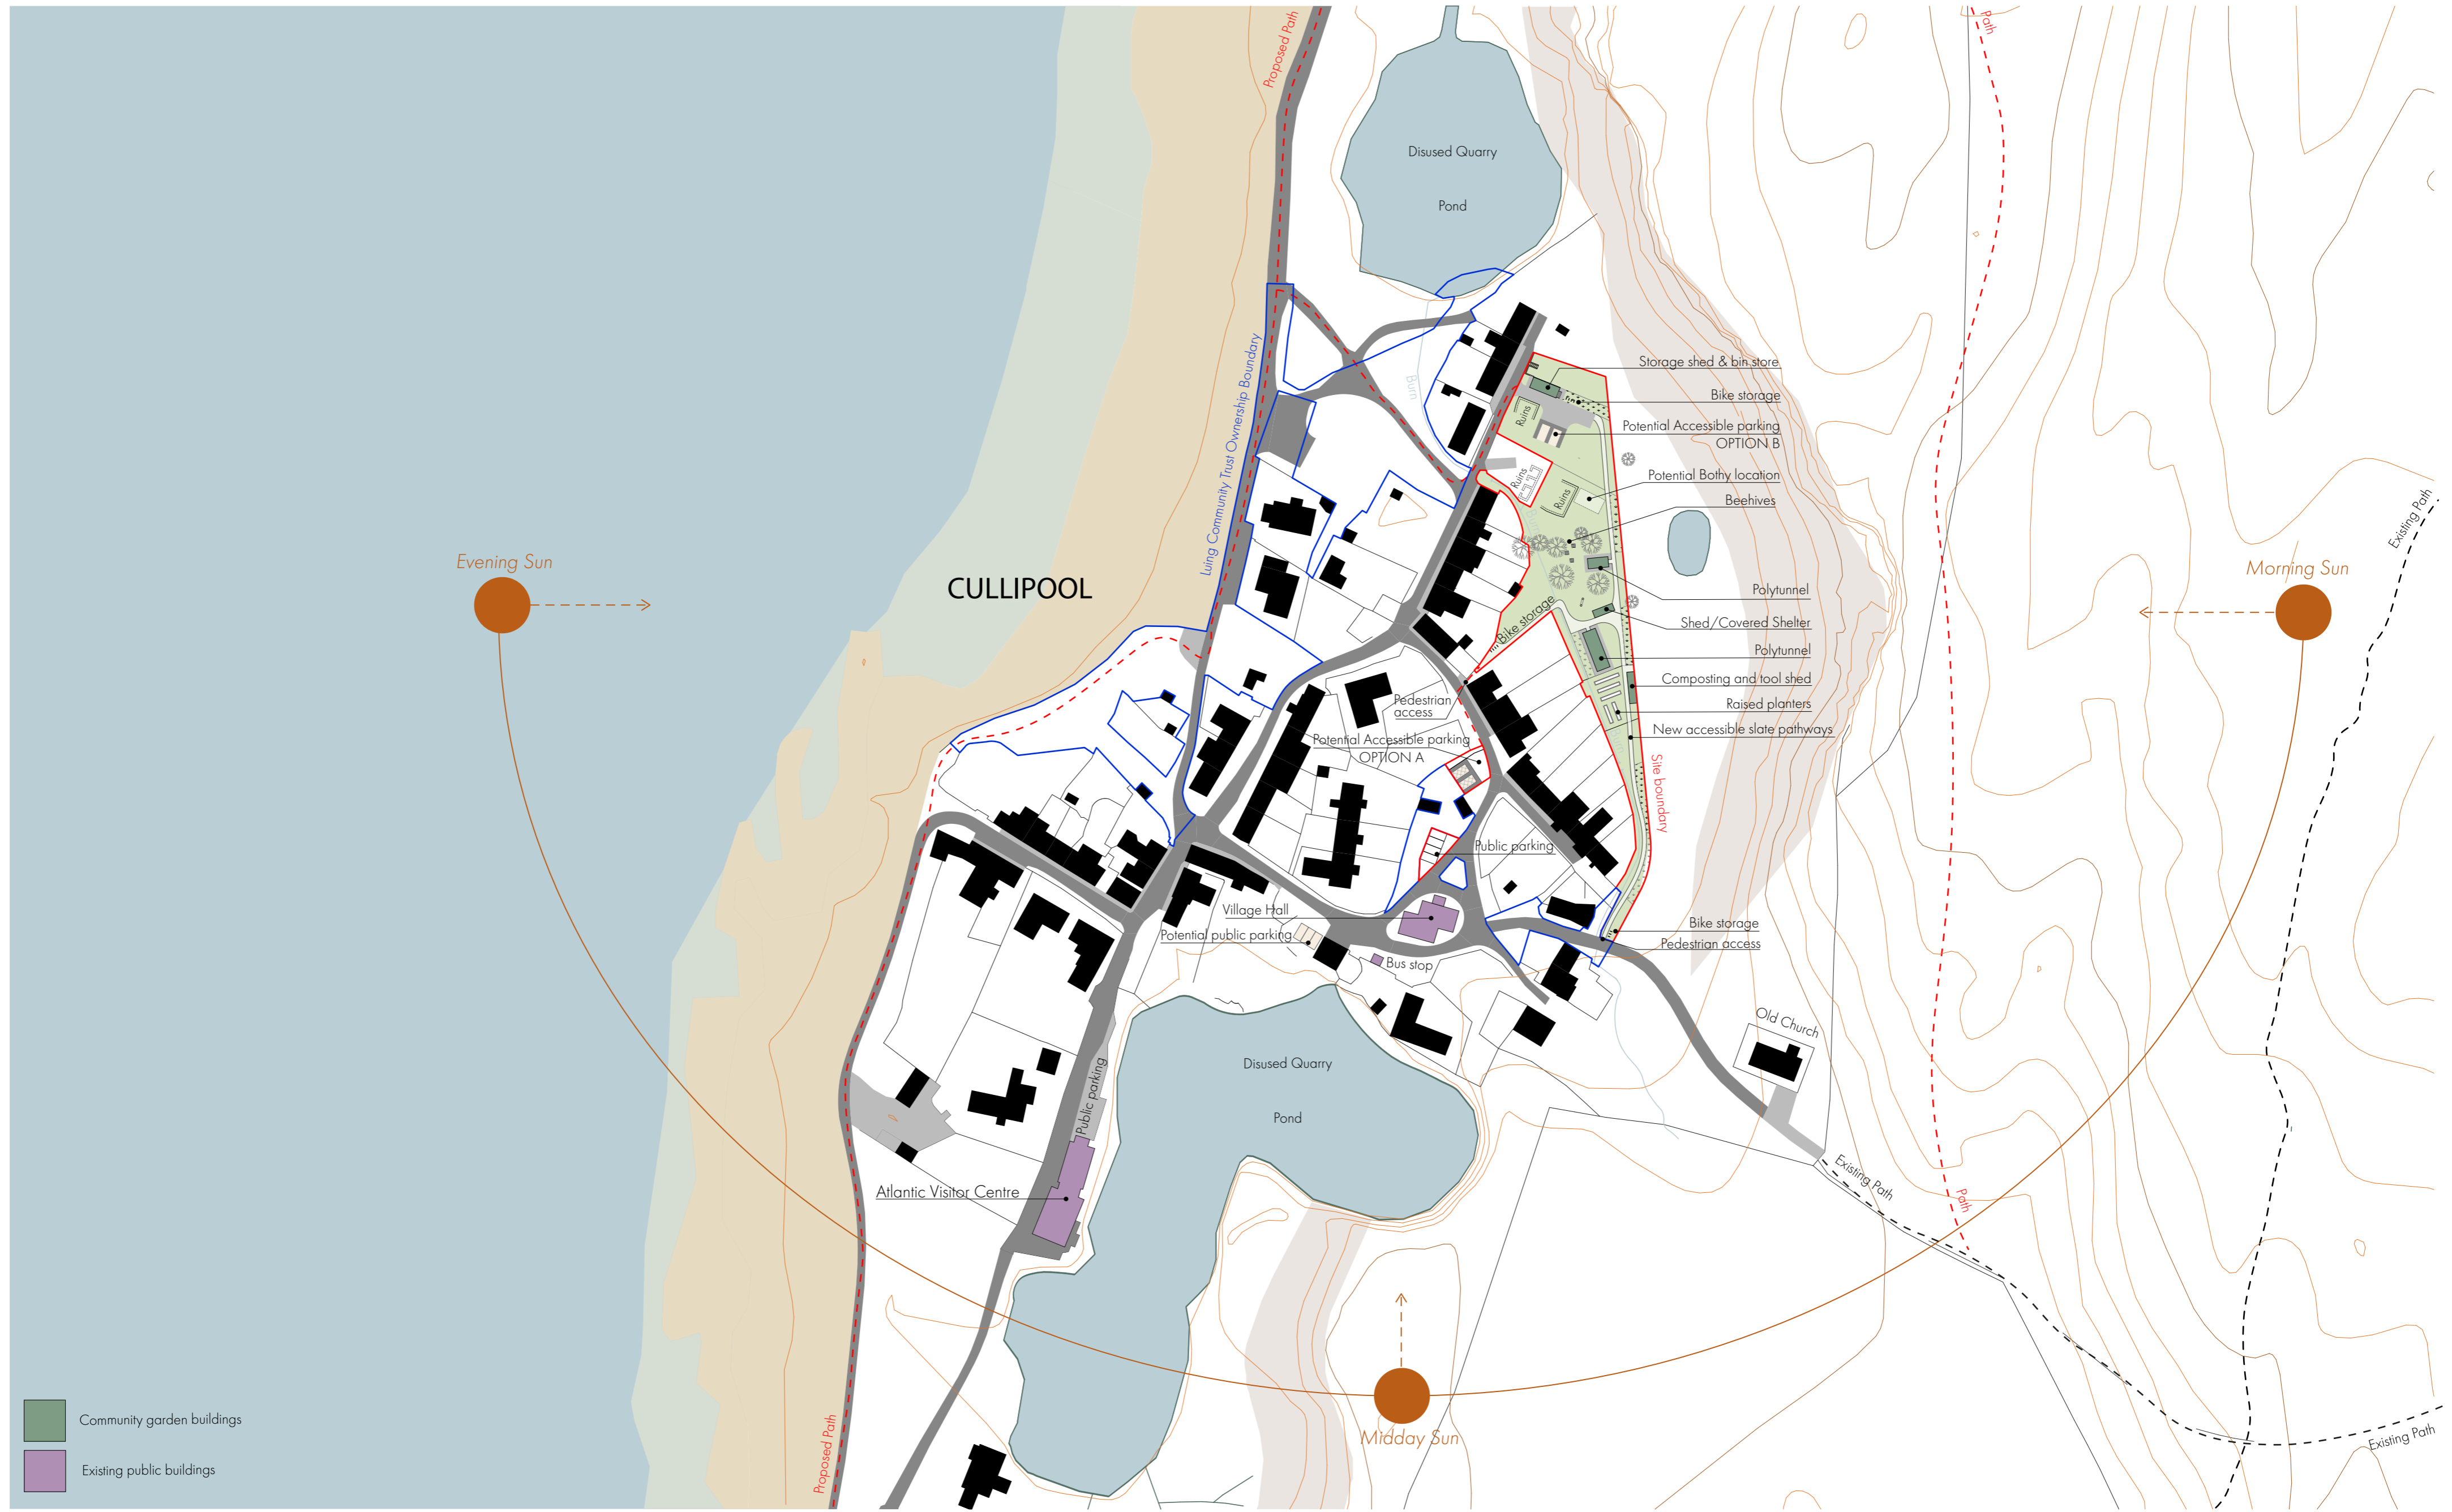 Proposed Path
Path
Disused Quarry
Pond
Luing Community Trust Ownership Boundary
Burn
Storage shed & bin store
Bike storage
Ruins
Potential Accessible parking
OPTION B
Ruins
Potential Bothy location
Ruins
Beehives
Existing Path
Evening Sun
CULLIPOOL
Morning Sun
Polytunnel
Bike storage
Shed/Covered Shelter
Polytunnel
Composting and tool shed
Pedestrian
access
Raised planters
New accessible slate pathways
Potential Accessible parking
OPTION A
Site boundary
Public parking
Village Hall
Potential public parking
Bike storage
Pedestrian access
Bus stop
Old Church
Disused Quarry
Pond
Public parking
Existing Path
Path
Atlantic Visitor Centre
Midday Sun
Proposed Path
Existing Path
Community garden buildings
Existing public buildings